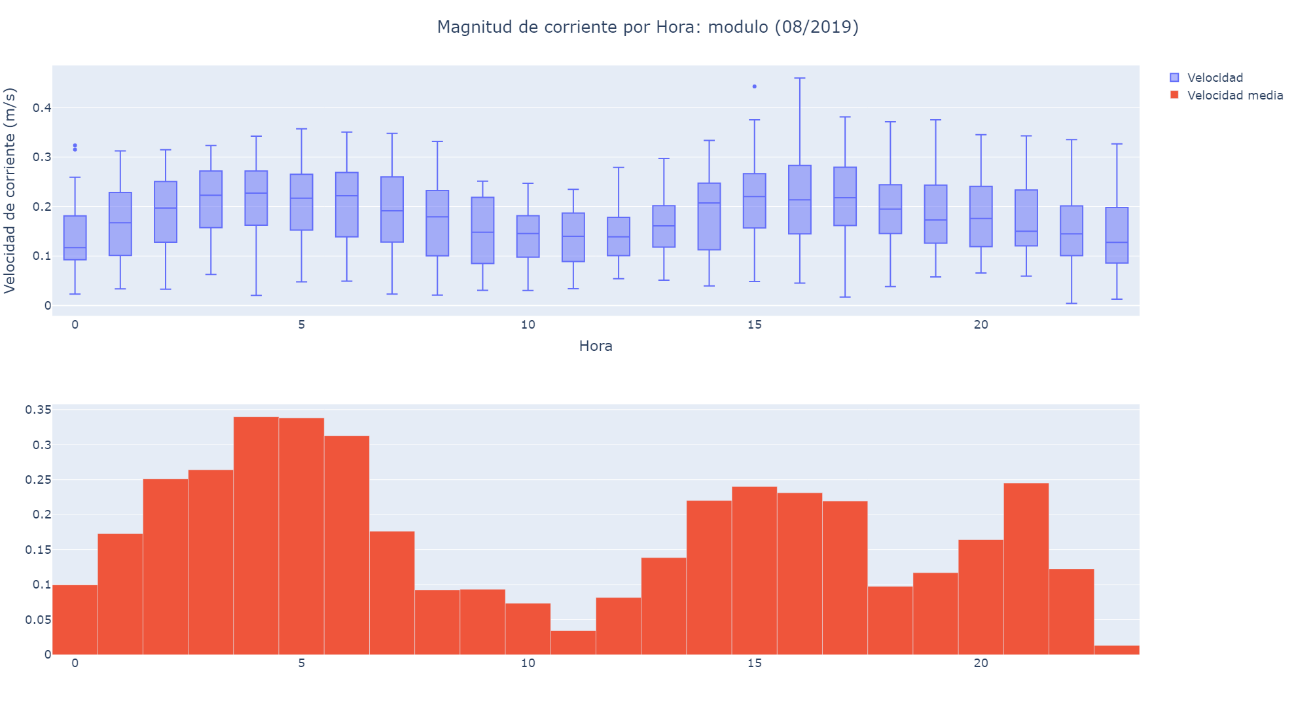 Magnitud de corriente por Hora: modulo (08/2019)
Velocidad de corriente (m/s)
0.4
0.3
0.2
0.1
0
0 5 10 15 20
Hora
Velocidad
Velocidad media
0.35
0.3
0.25
0.2
0.15
0.1
0.05
0
0 5 10 15 20